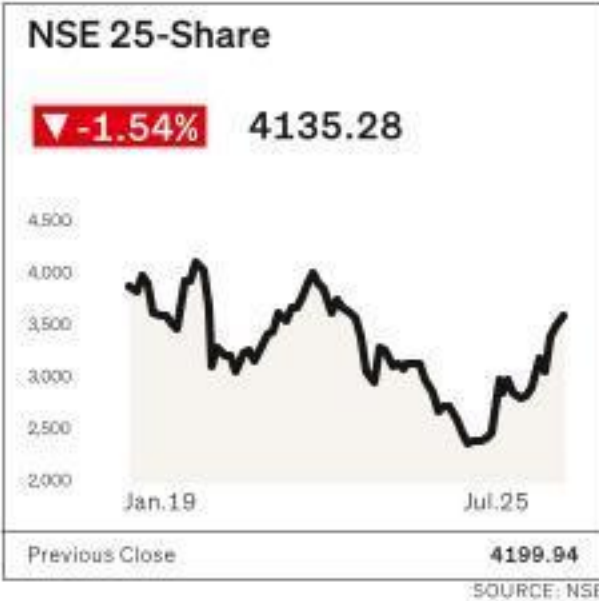 NSE 25-Share
▼ -1.54% 4135.28
4,500
4,000
3,500
3,000
2,500
2,000
Jan.19 Jul.25
Previous Close 4199.94
SOURCE: NSE